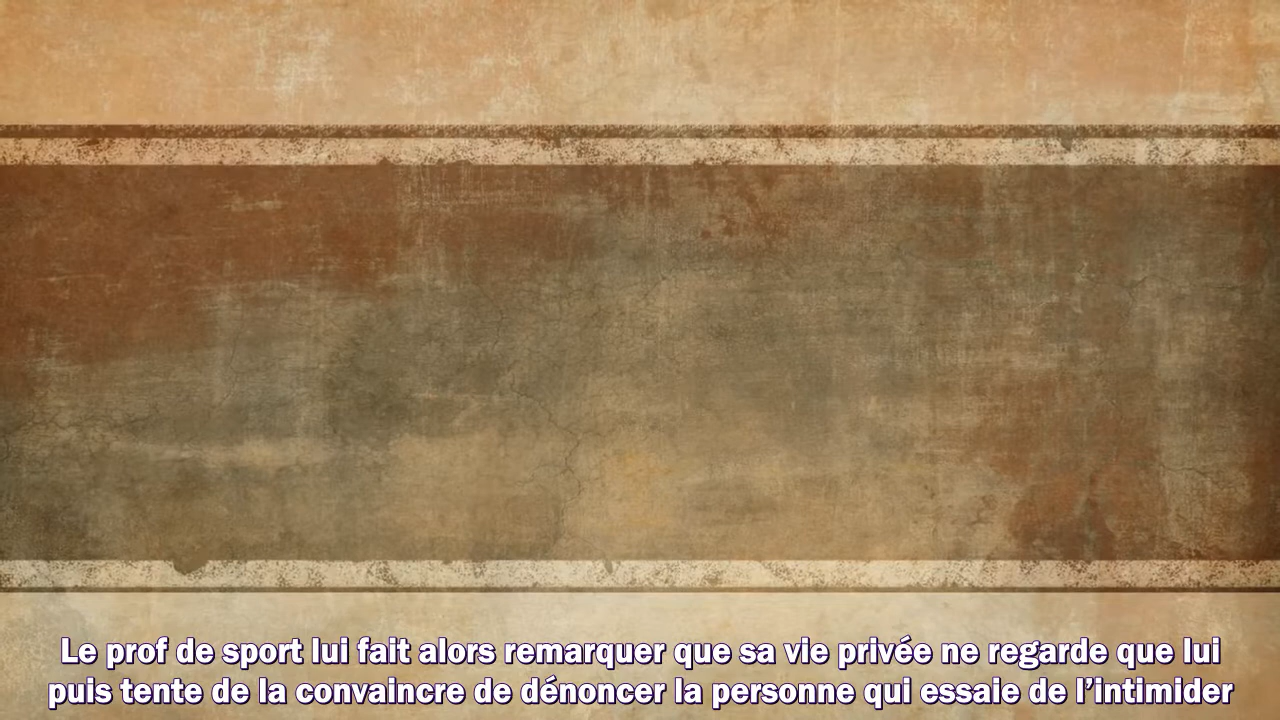 Le prof de sport lui fait alors remarquer que sa vie privée ne regarde que lui
puis tente de la convaincre de dénoncer la personne qui essaie de l’intimider